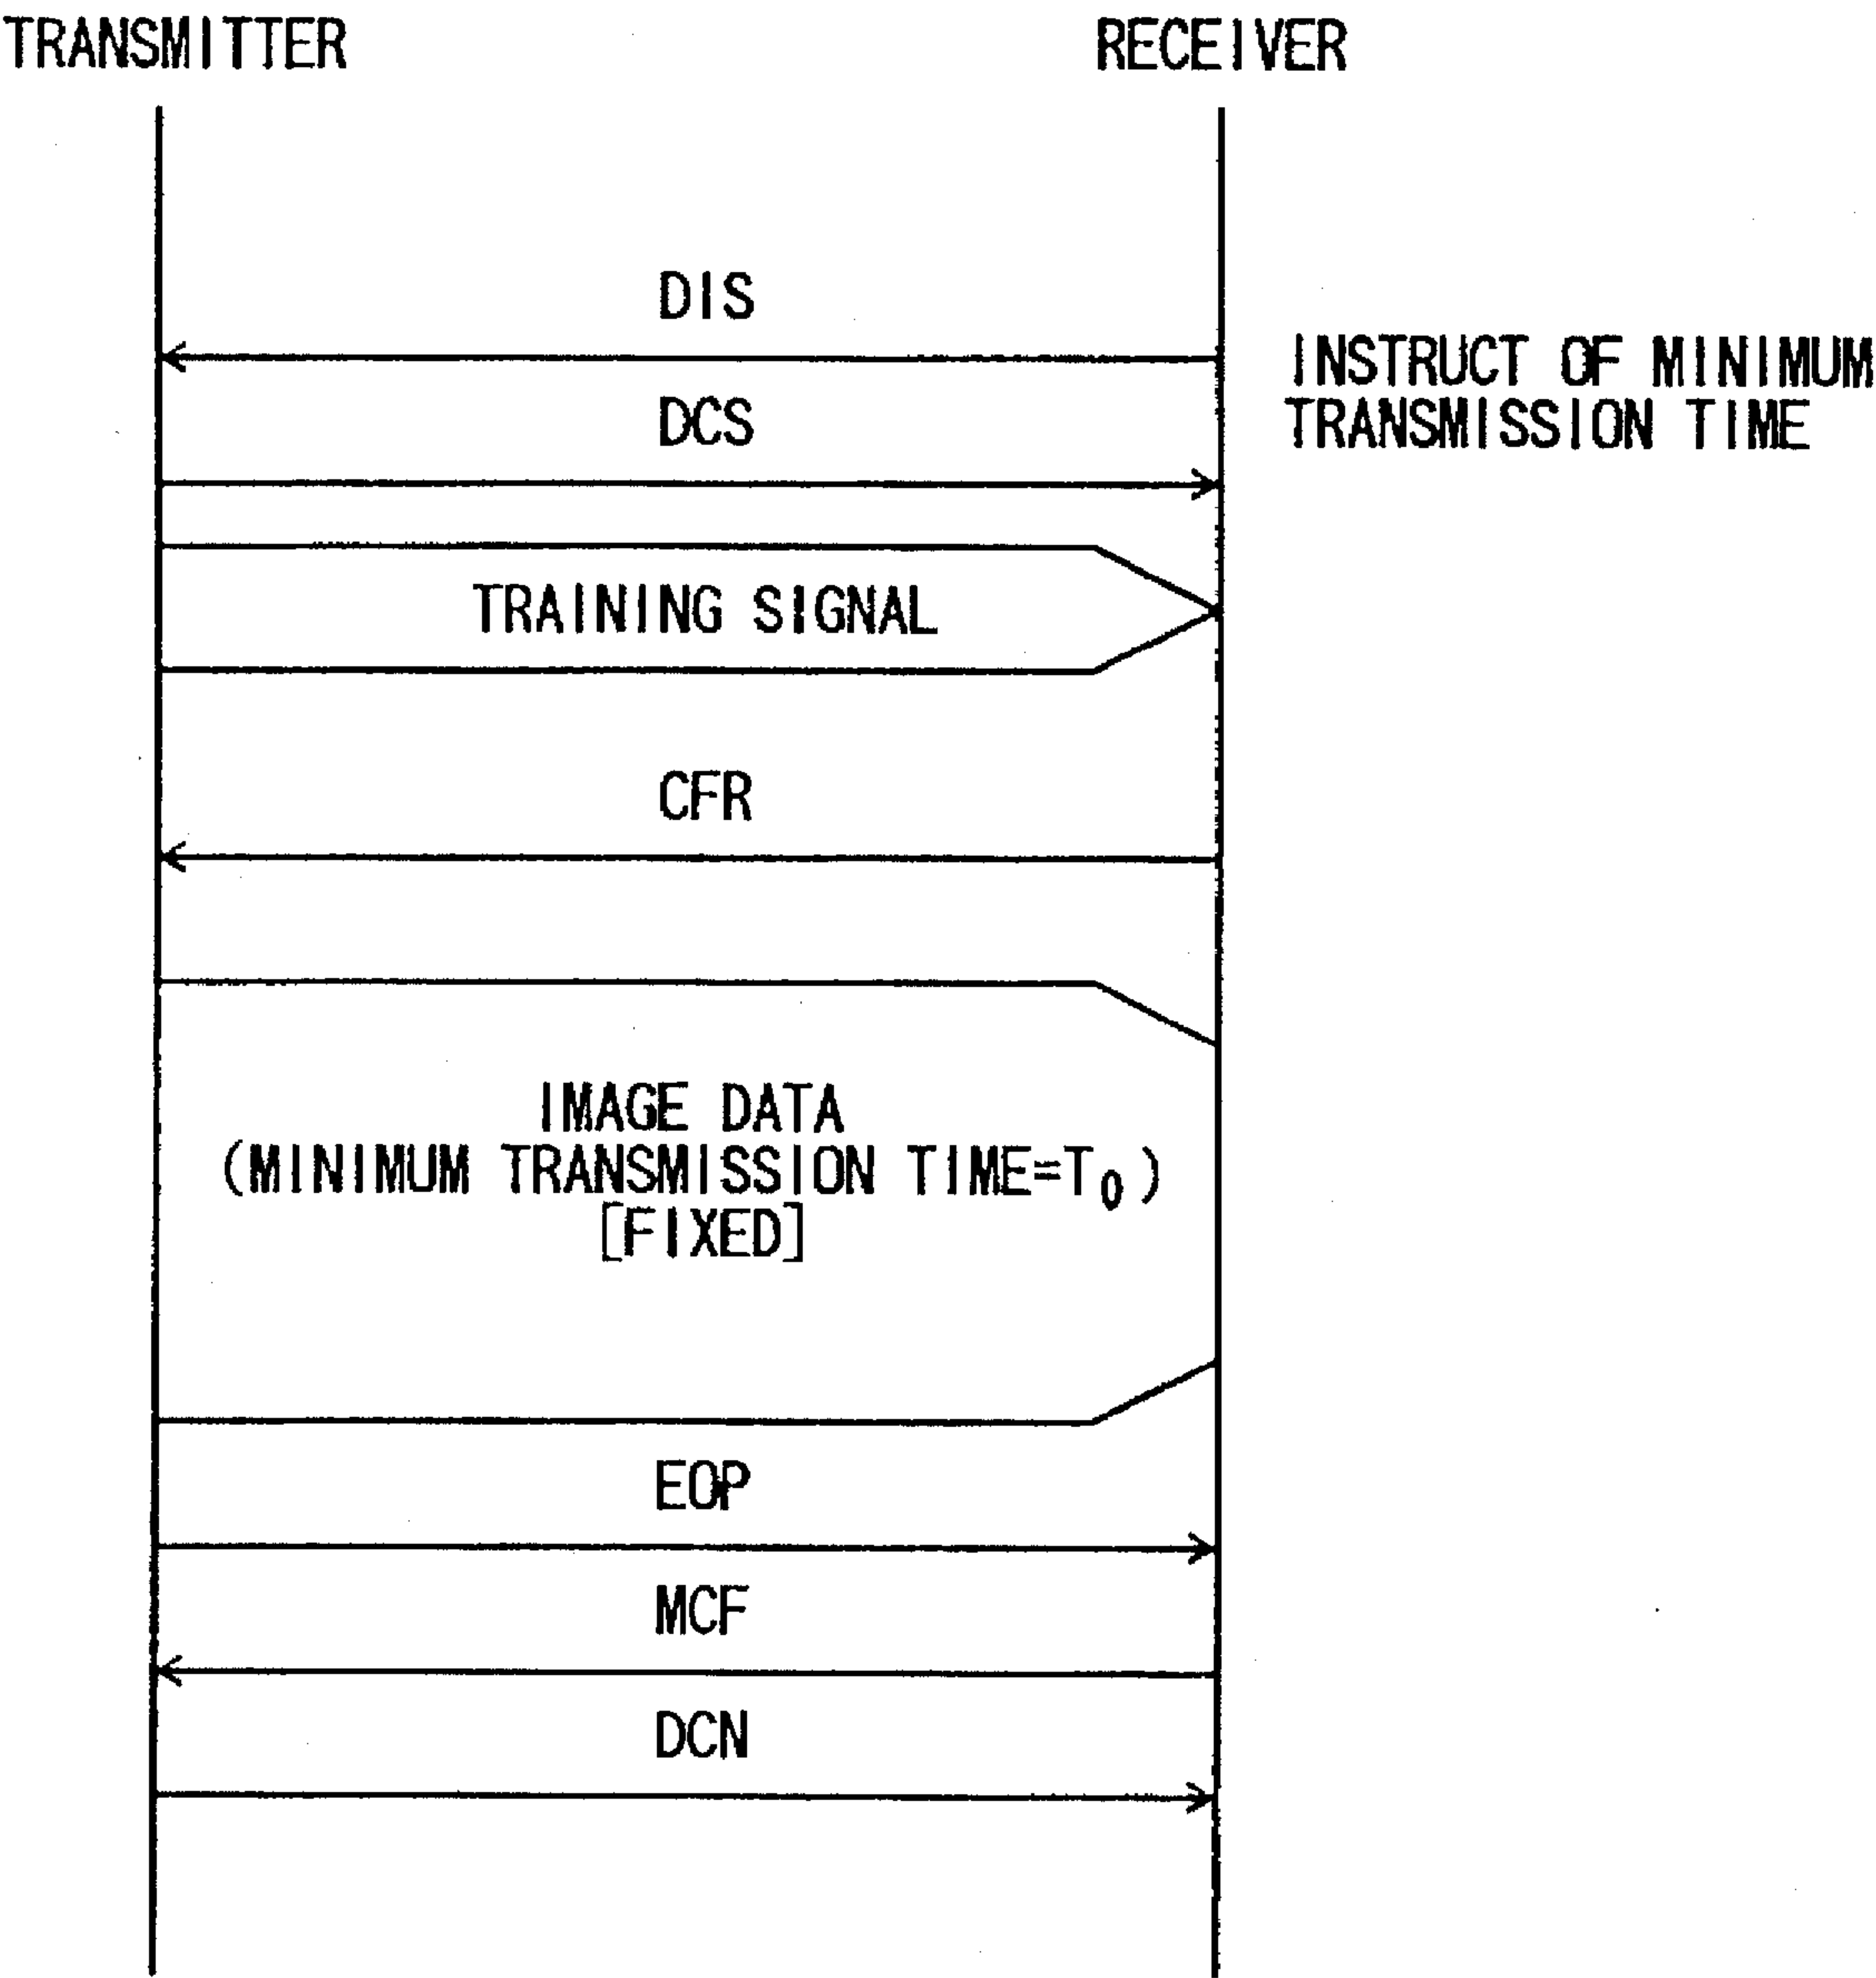 TRANSMITTER
RECEIVER
DIS
INSTRUCT OF MINIMUM
TRANSMISSION TIME
DCS
TRAINING SIGNAL
CFR
IMAGE DATA
(MINIMUM TRANSMISSION TIME=T₀)
[FIXED]
EOP
MCF
DCN